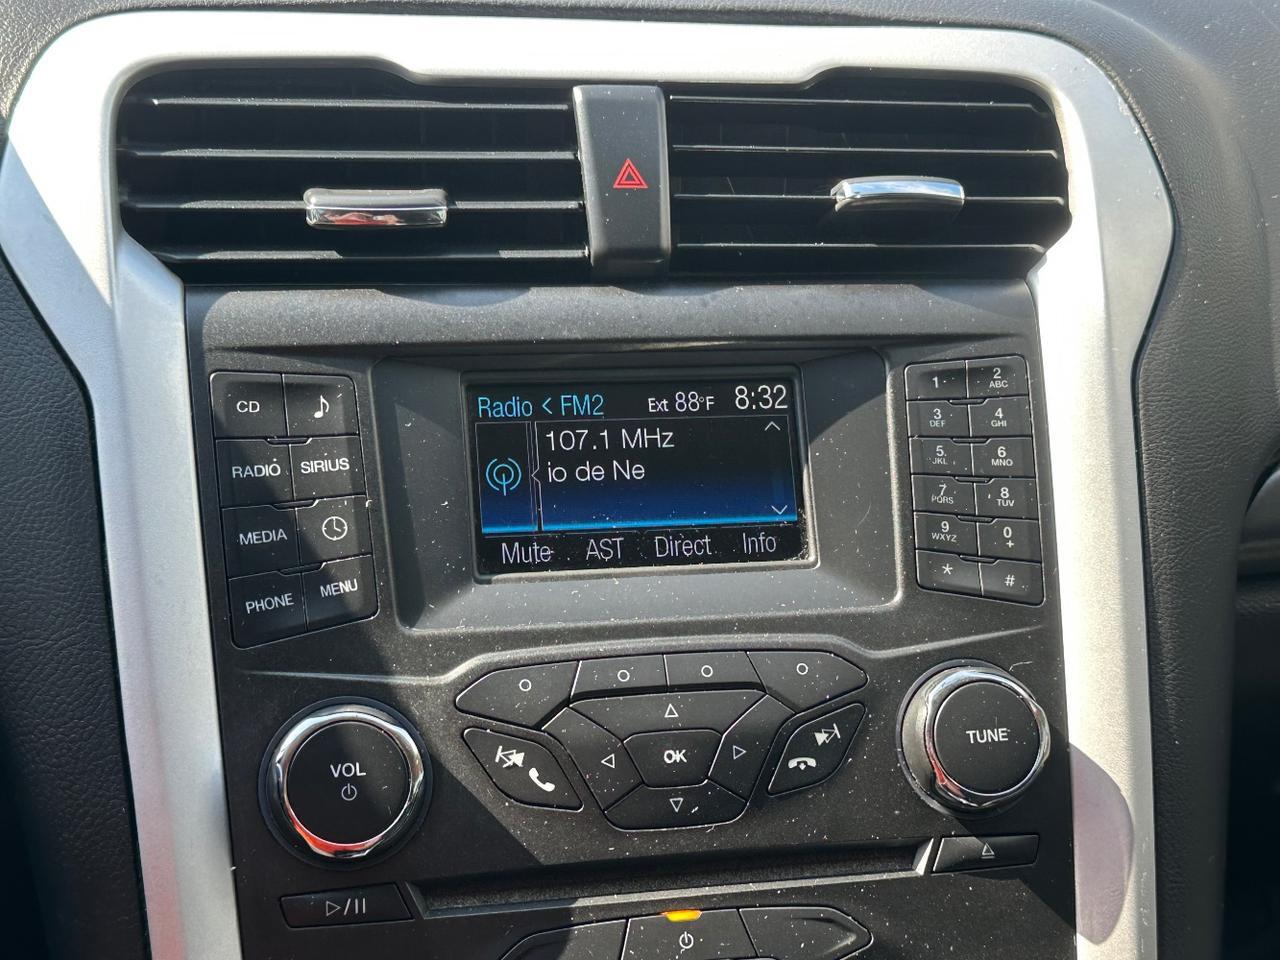 Radio < FM2 Ext 88°F 8:32
107.1 MHz
io de Ne
Mute AST Direct Info
CD
RADIO SIRIUS
MEDIA
PHONE MENU
1 2 ABC
3 DEF 4 GHI
5 JKL 6 MNO
7 PQRS 8 TUV
9 WXYZ 0 +
* #
OK
VOL
TUNE